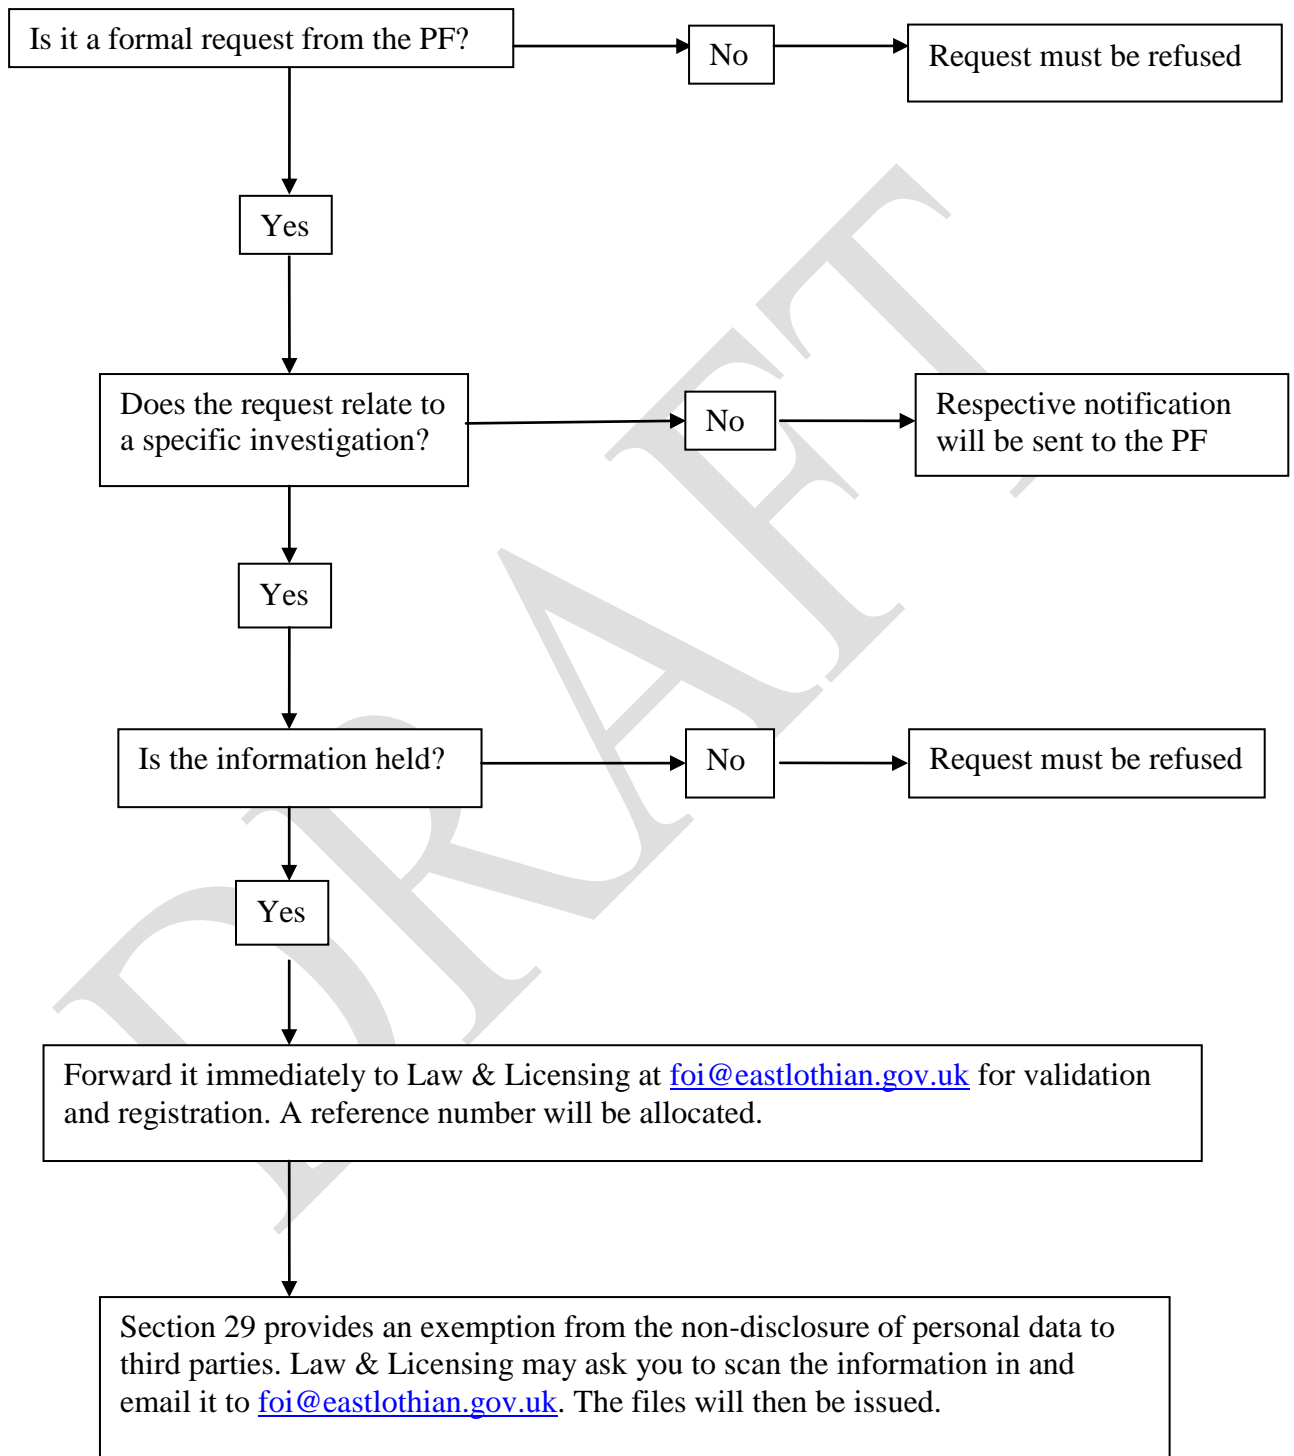 Is it a formal request from the PF?
No
Request must be refused
Yes
Does the request relate to
a specific investigation?
No
Respective notification
will be sent to the PF
Yes
Is the information held?
No
Request must be refused
Yes
Forward it immediately to Law & Licensing at foi@eastlothian.gov.uk for validation
and registration. A reference number will be allocated.
Section 29 provides an exemption from the non-disclosure of personal data to
third parties. Law & Licensing may ask you to scan the information in and
email it to foi@eastlothian.gov.uk. The files will then be issued.
DRAFT